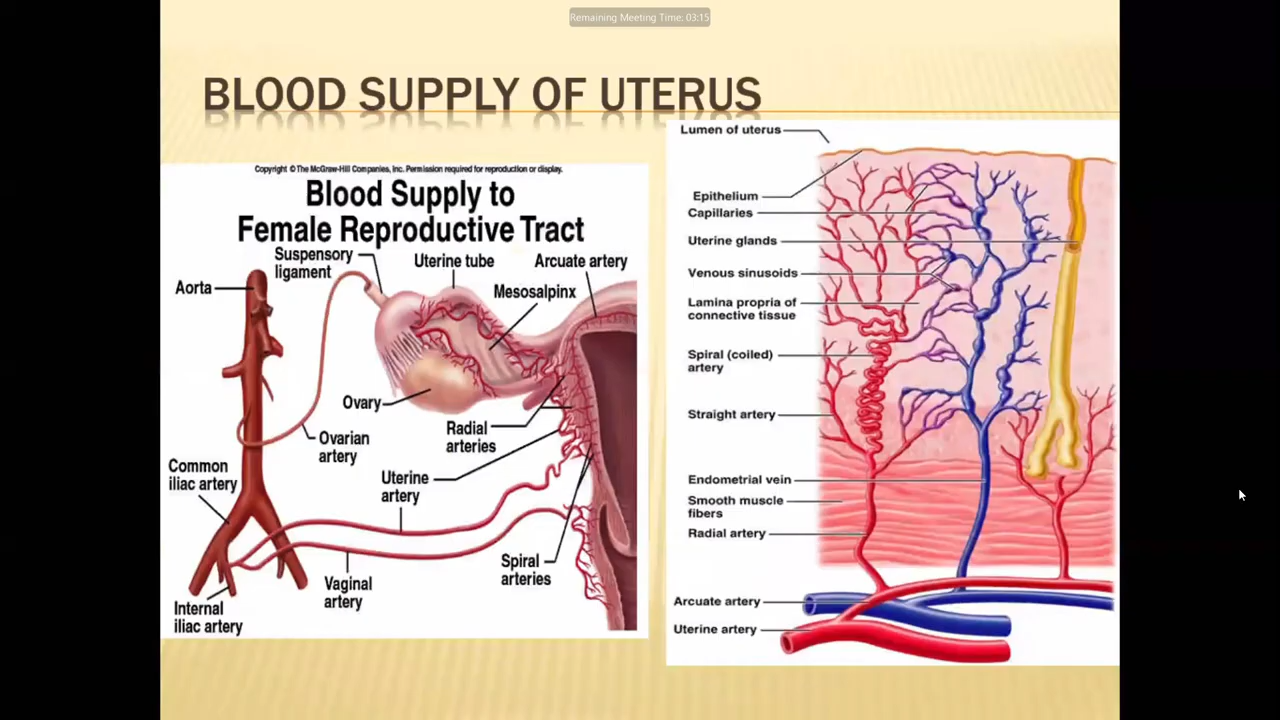 Remaining Meeting Time: 03:15
BLOOD SUPPLY OF UTERUS
Copyright © The McGraw-Hill Companies, Inc. Permission required for reproduction or display.
Blood Supply to
Female Reproductive Tract
Suspensory
ligament
Uterine tube
Arcuate artery
Aorta
Mesosalpinx
Ovary
Ovarian
artery
Radial
arteries
Common
iliac artery
Uterine
artery
Spiral
arteries
Vaginal
artery
Internal
iliac artery
Lumen of uterus
Epithelium
Capillaries
Uterine glands
Venous sinusoids
Lamina propria of
connective tissue
Spiral (coiled)
artery
Straight artery
Endometrial vein
Smooth muscle
fibers
Radial artery
Arcuate artery
Uterine artery